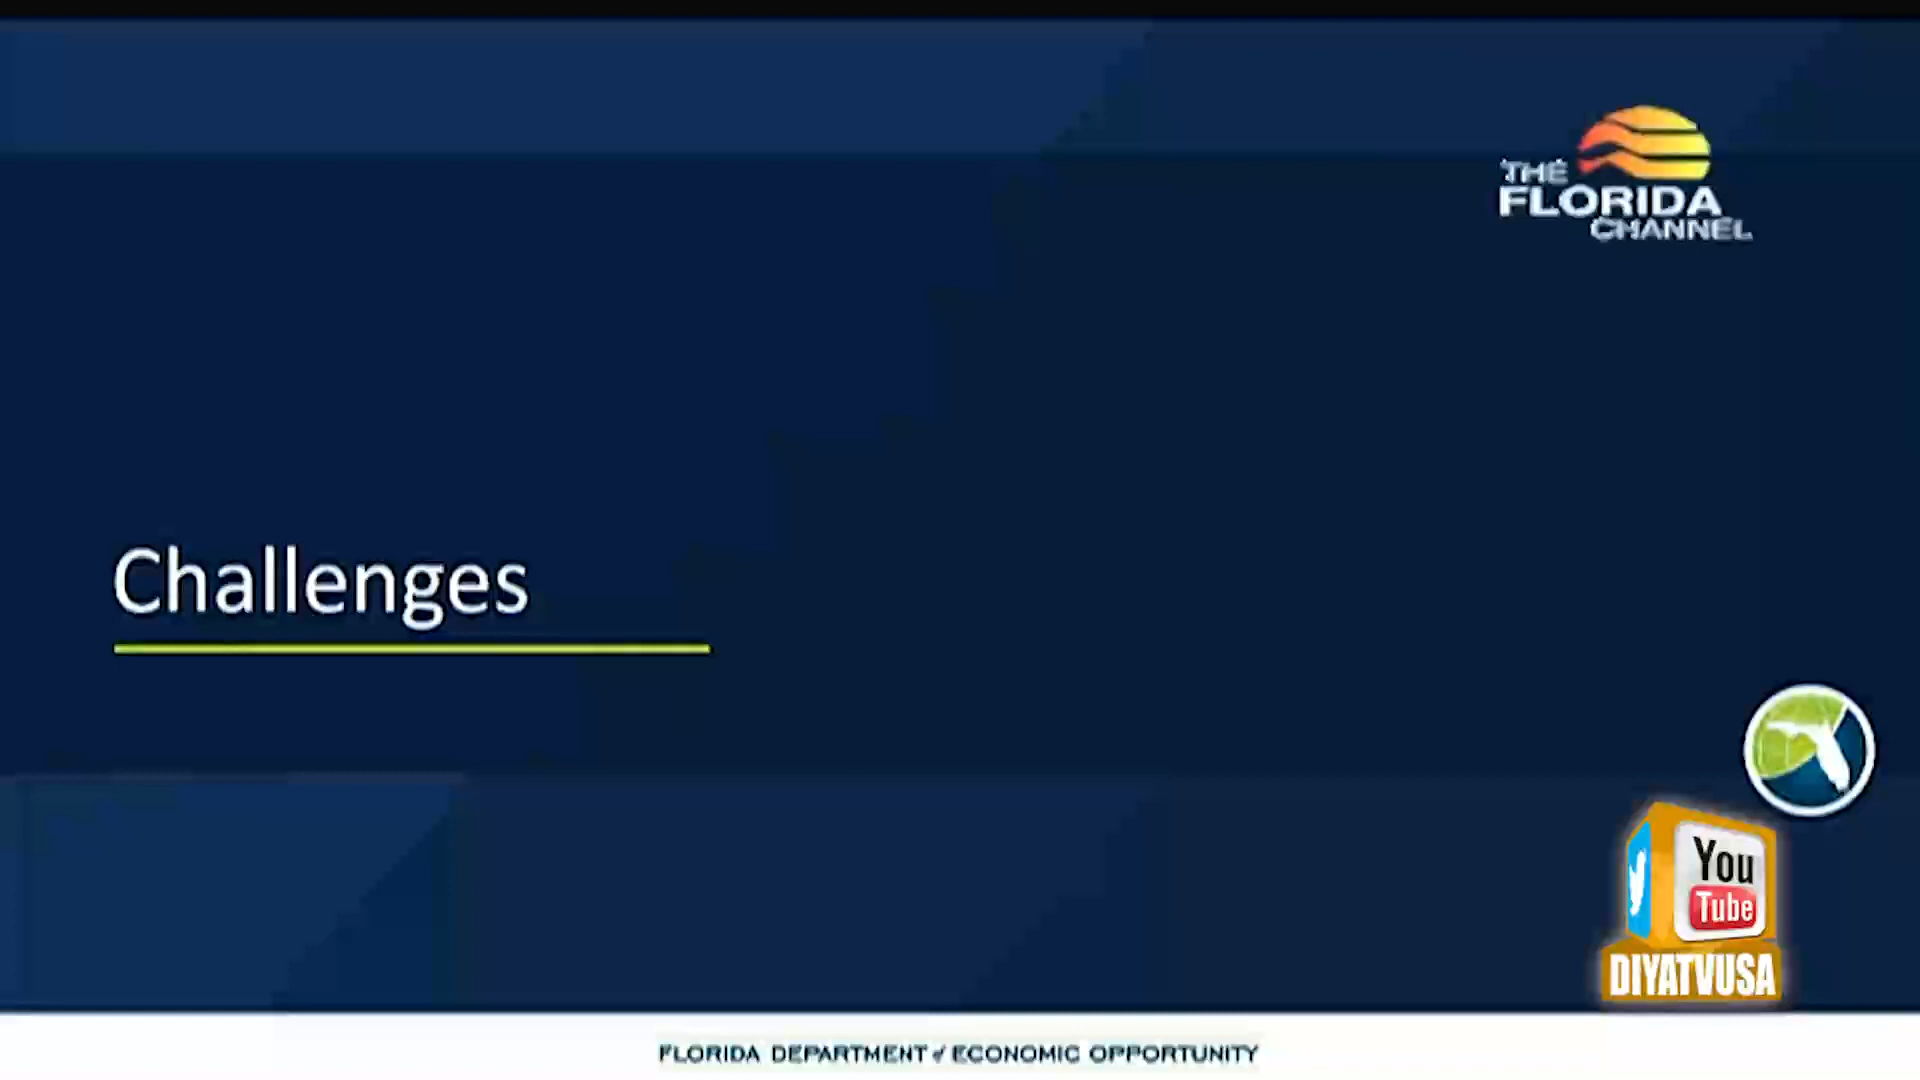 THE
FLORIDA
CHANNEL
Challenges
You
Tube
DIYATVUSA
FLORIDA DEPARTMENT of ECONOMIC OPPORTUNITY